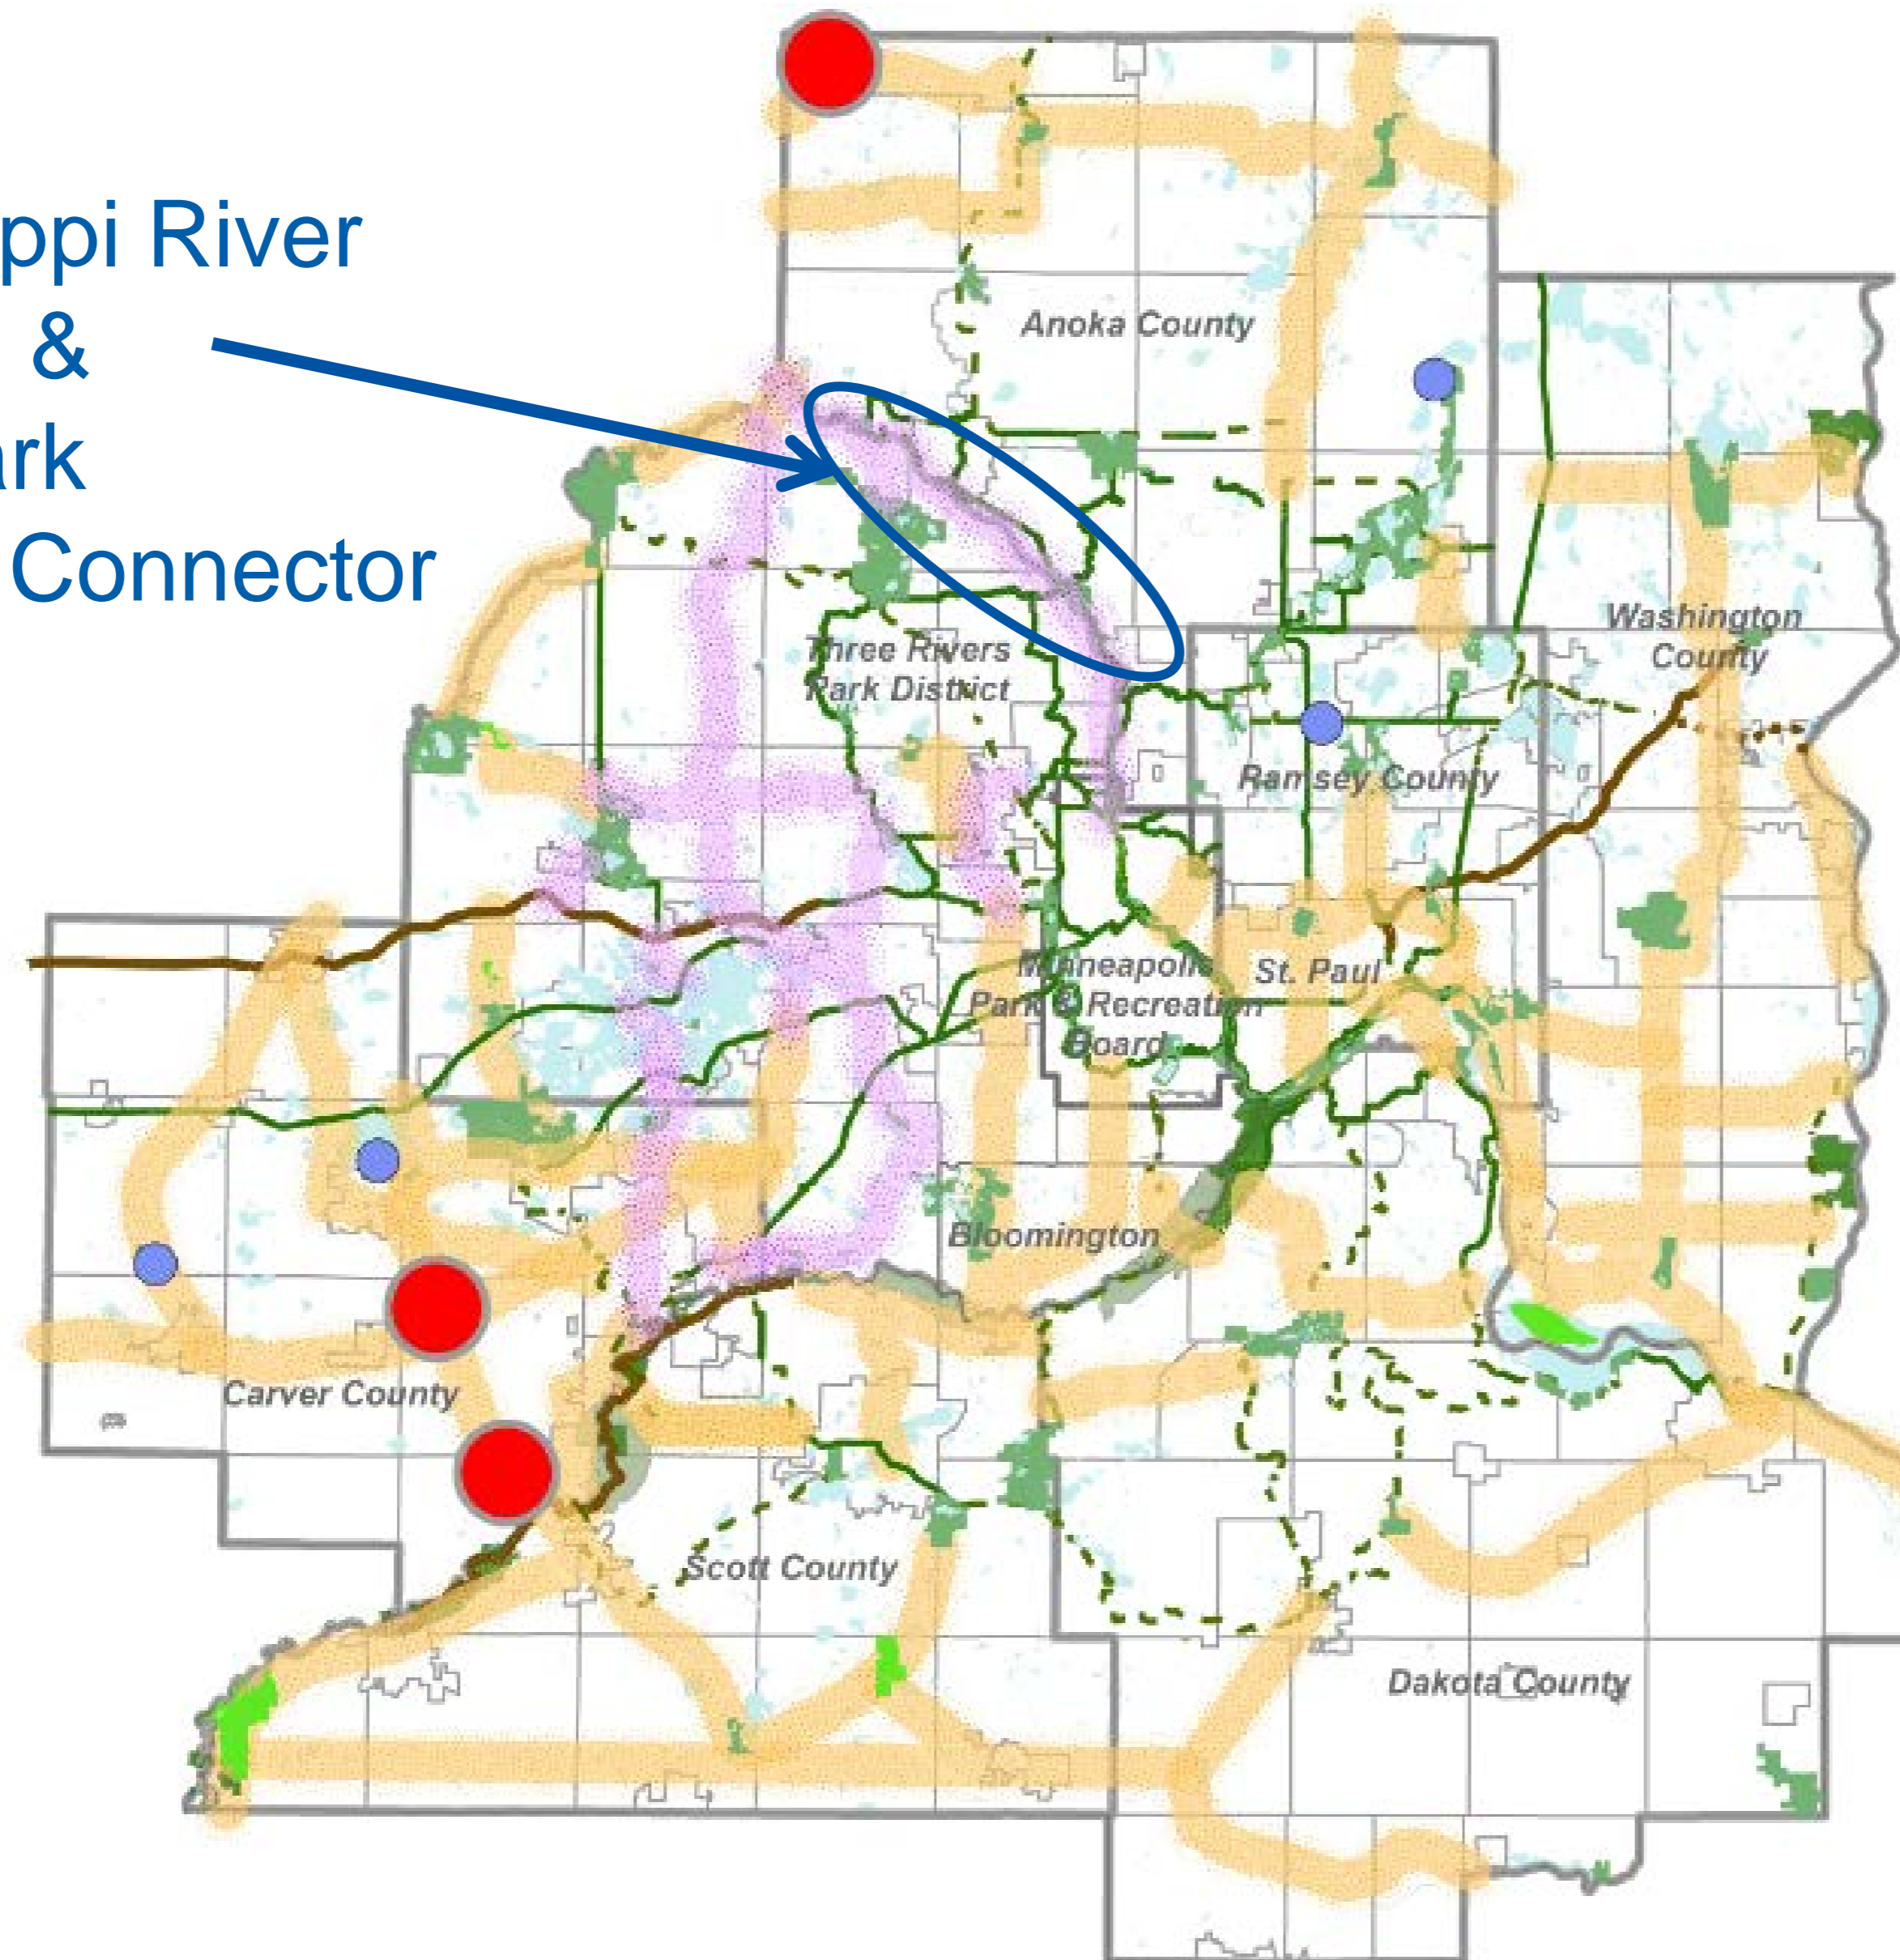 ppi River
&
ark
Connector
Anoka County
Washington
County
Three Rivers
Park District
Ramsey County
Minneapolis
Park & Recreation
Board
St. Paul
Bloomington
Carver County
Scott County
Dakota County